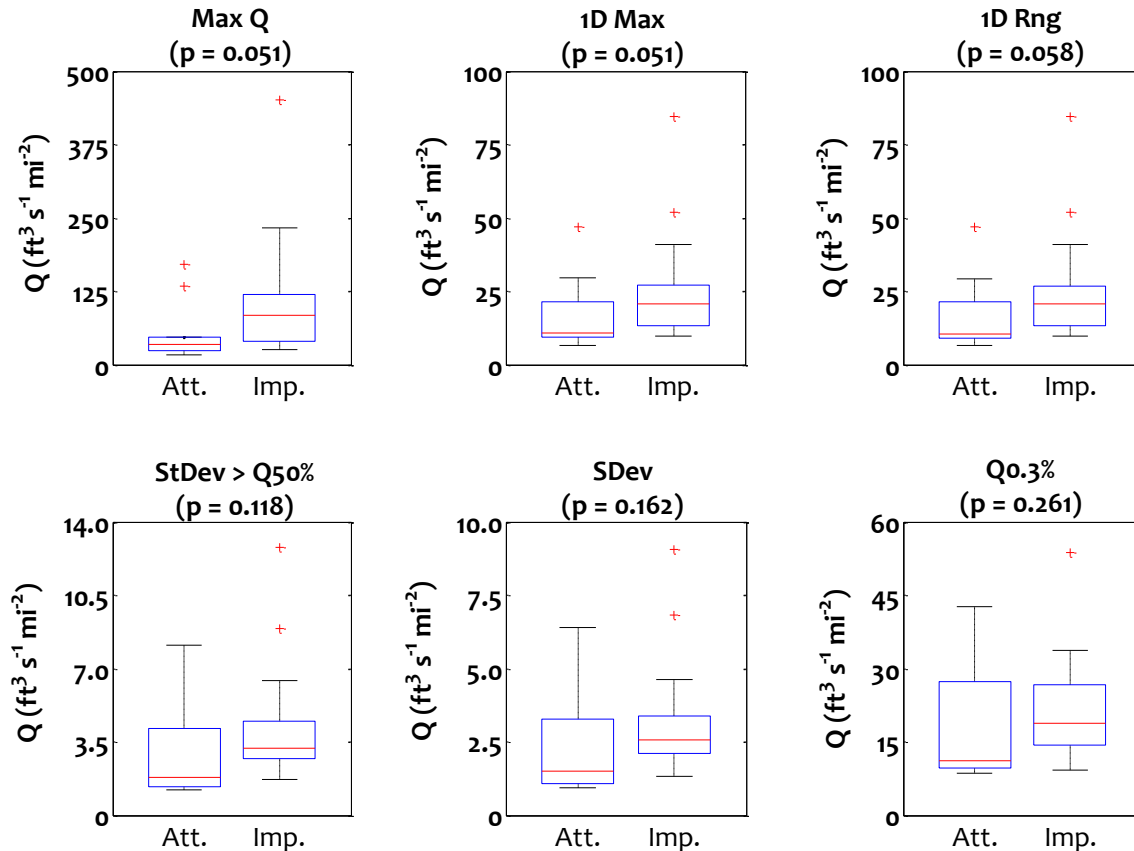 Max Q
(p = 0.051)
500
375
250
125
0
Q (ft³ s⁻¹ mi⁻²)
Att. Imp.
1D Max
(p = 0.051)
100
75
50
25
0
Q (ft³ s⁻¹ mi⁻²)
Att. Imp.
1D Rng
(p = 0.058)
100
75
50
25
0
Q (ft³ s⁻¹ mi⁻²)
Att. Imp.
StDev > Q50%
(p = 0.118)
14.0
10.5
7.0
3.5
0
Q (ft³ s⁻¹ mi⁻²)
Att. Imp.
SDev
(p = 0.162)
10.0
7.5
5.0
2.5
0
Q (ft³ s⁻¹ mi⁻²)
Att. Imp.
Q0.3%
(p = 0.261)
60
45
30
15
0
Q (ft³ s⁻¹ mi⁻²)
Att. Imp.